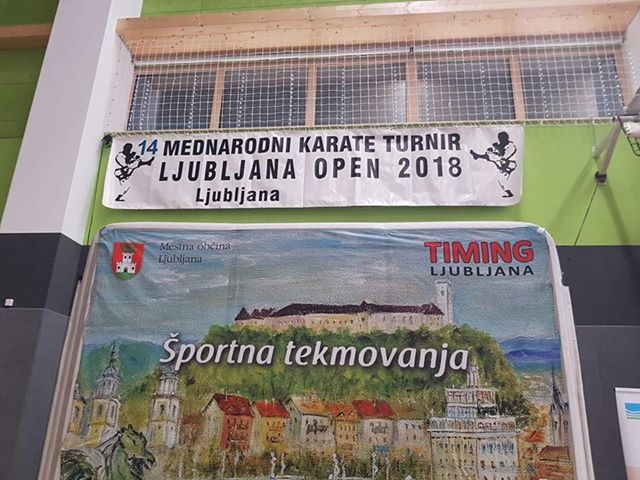 14 MEDNARODNI KARATE TURNIR
LJUBLJANA OPEN 2018
Ljubljana
Mestna občina
Ljubljana
TIMING
LJUBLJANA
Športna tekmovanja